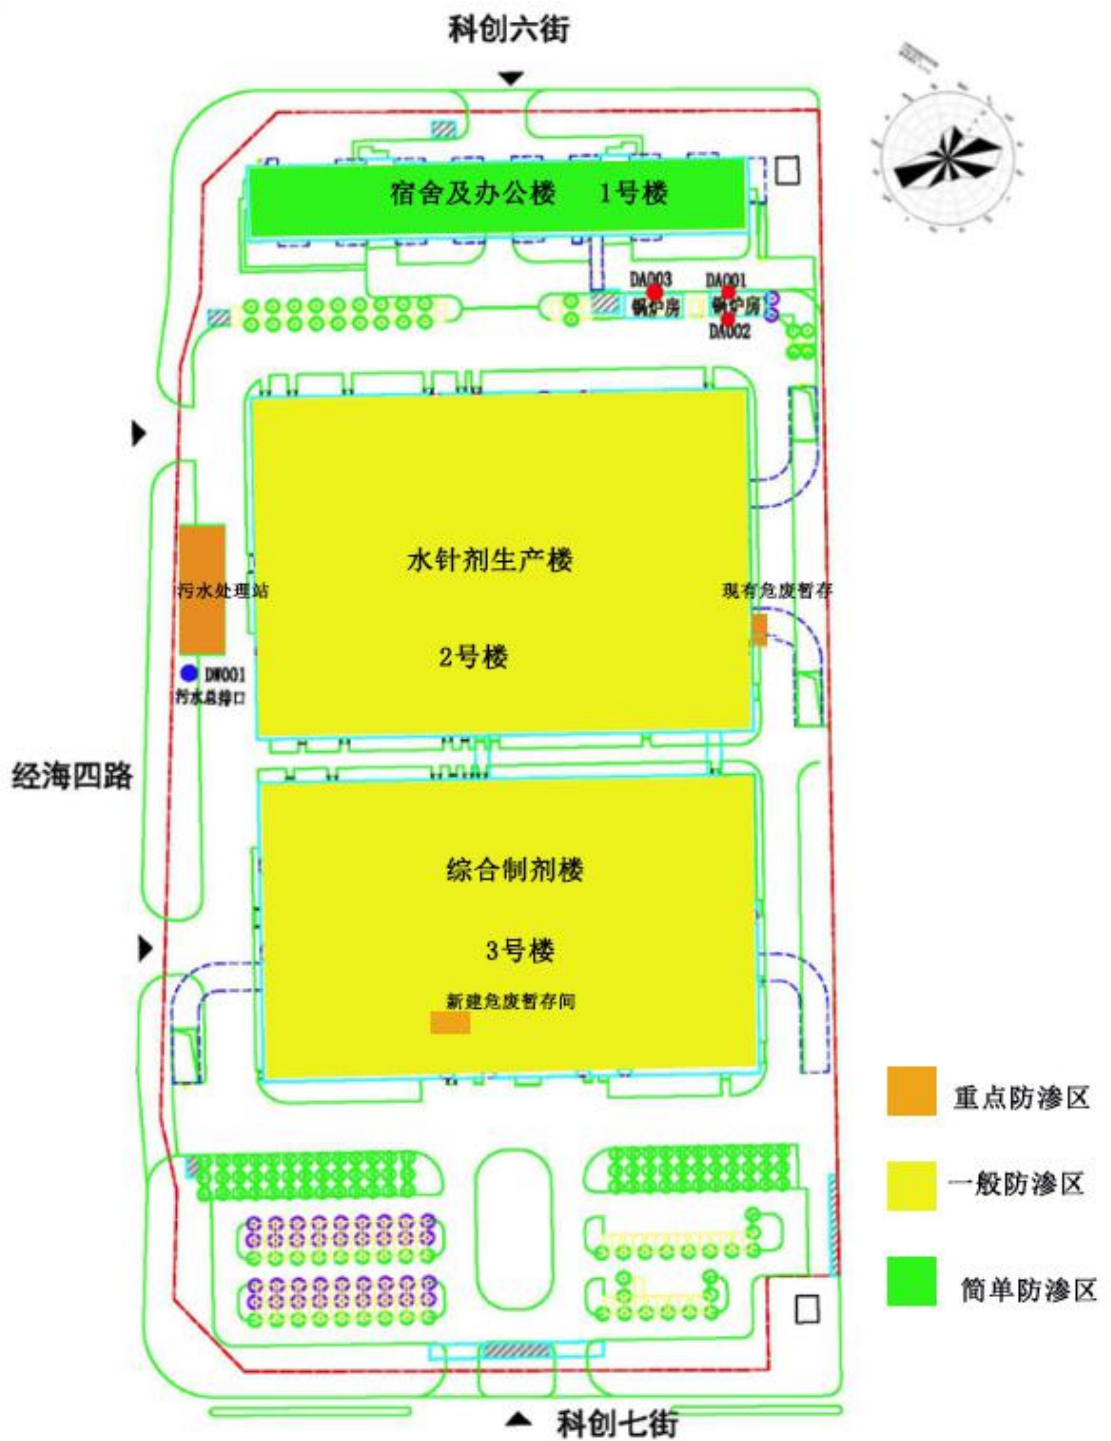 科创六街
宿舍及办公楼 1号楼
DA003 DA001
锅炉房 锅炉房
DA002
水针剂生产楼
污水处理站
现有危废暂存
2号楼
DW001
污水总排口
经海四路
综合制剂楼
3号楼
新建危废暂存间
重点防渗区
一般防渗区
简单防渗区
科创七街